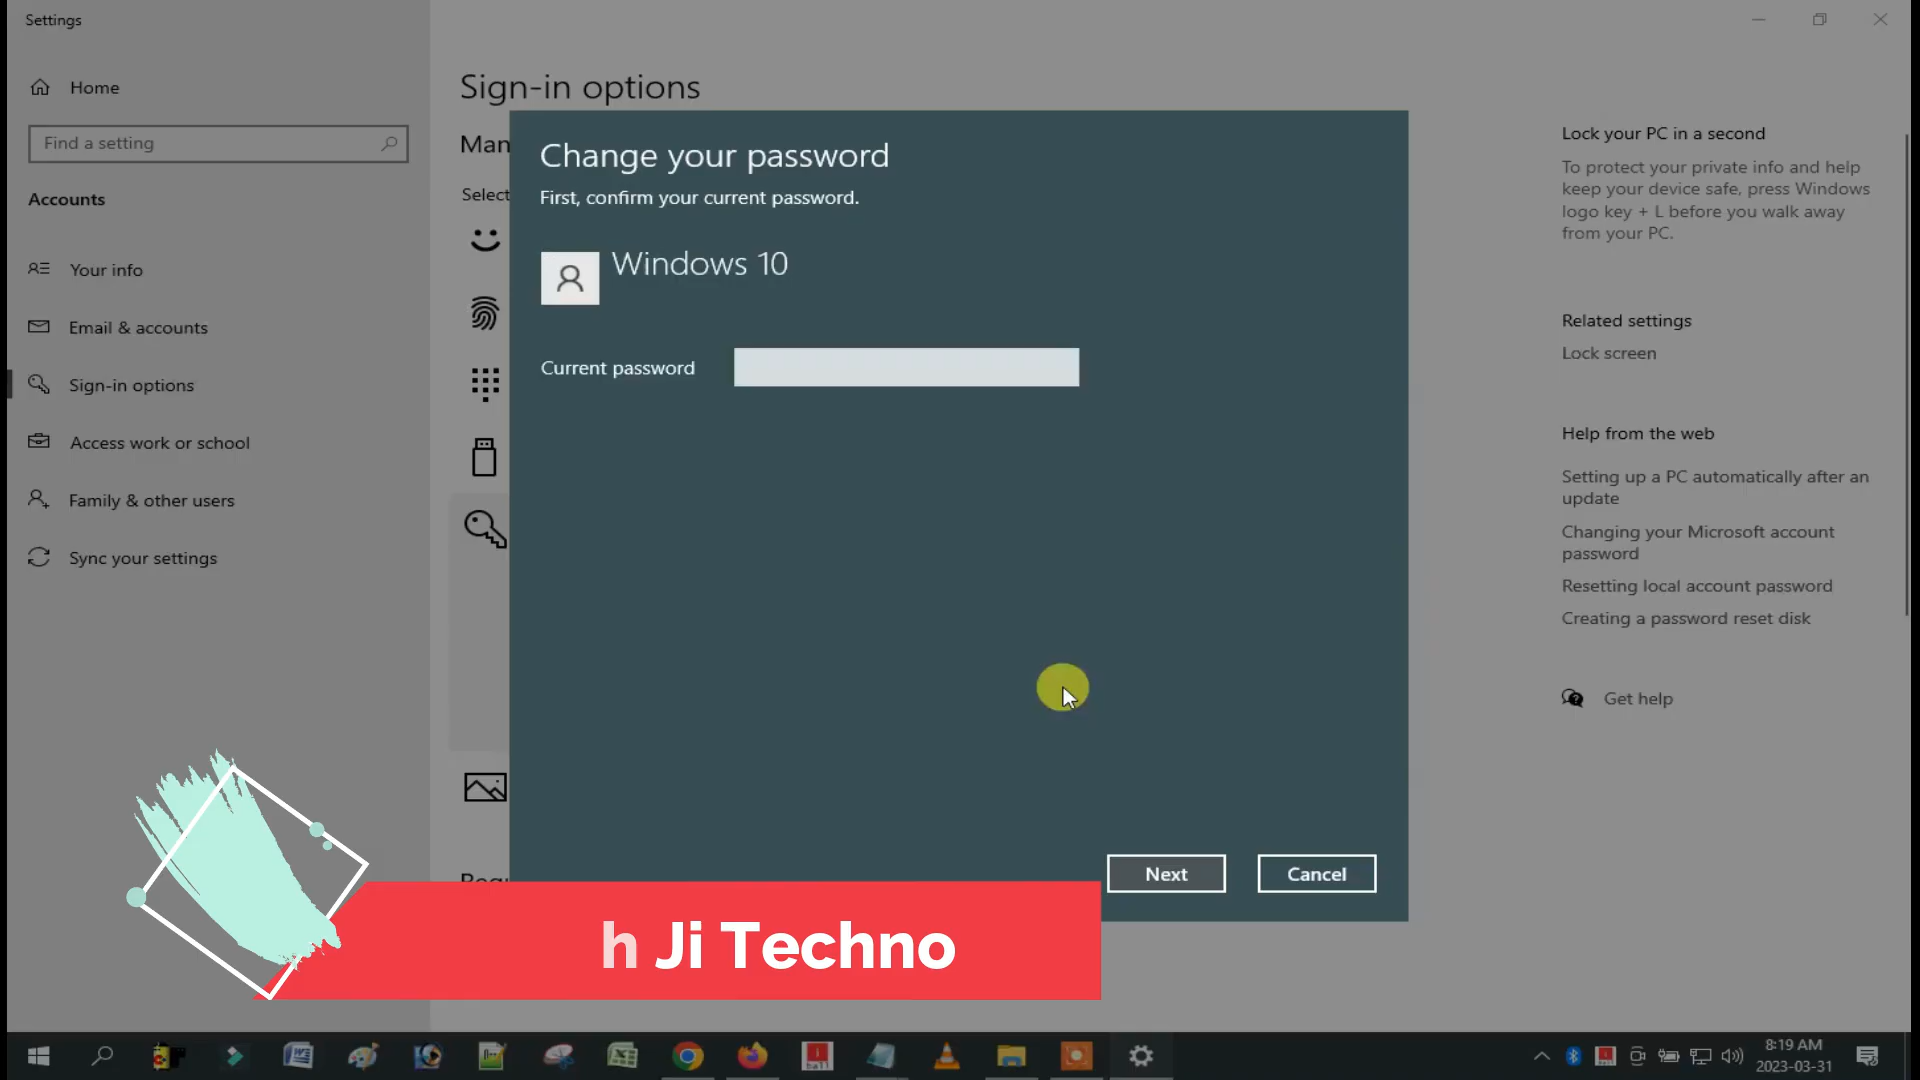 Settings
Home
Find a setting
Accounts
Your info
Email & accounts
Sign-in options
Access work or school
Family & other users
Sync your settings
Sign-in options
Man
Select
Change your password
First, confirm your current password.
Windows 10
Current password
Next
Cancel
Lock your PC in a second
To protect your private info and help
keep your device safe, press Windows
logo key + L before you walk away
from your PC.
Related settings
Lock screen
Help from the web
Setting up a PC automatically after an
update
Changing your Microsoft account
password
Resetting local account password
Creating a password reset disk
Get help
h Ji Techno
8:19 AM
2023-03-31